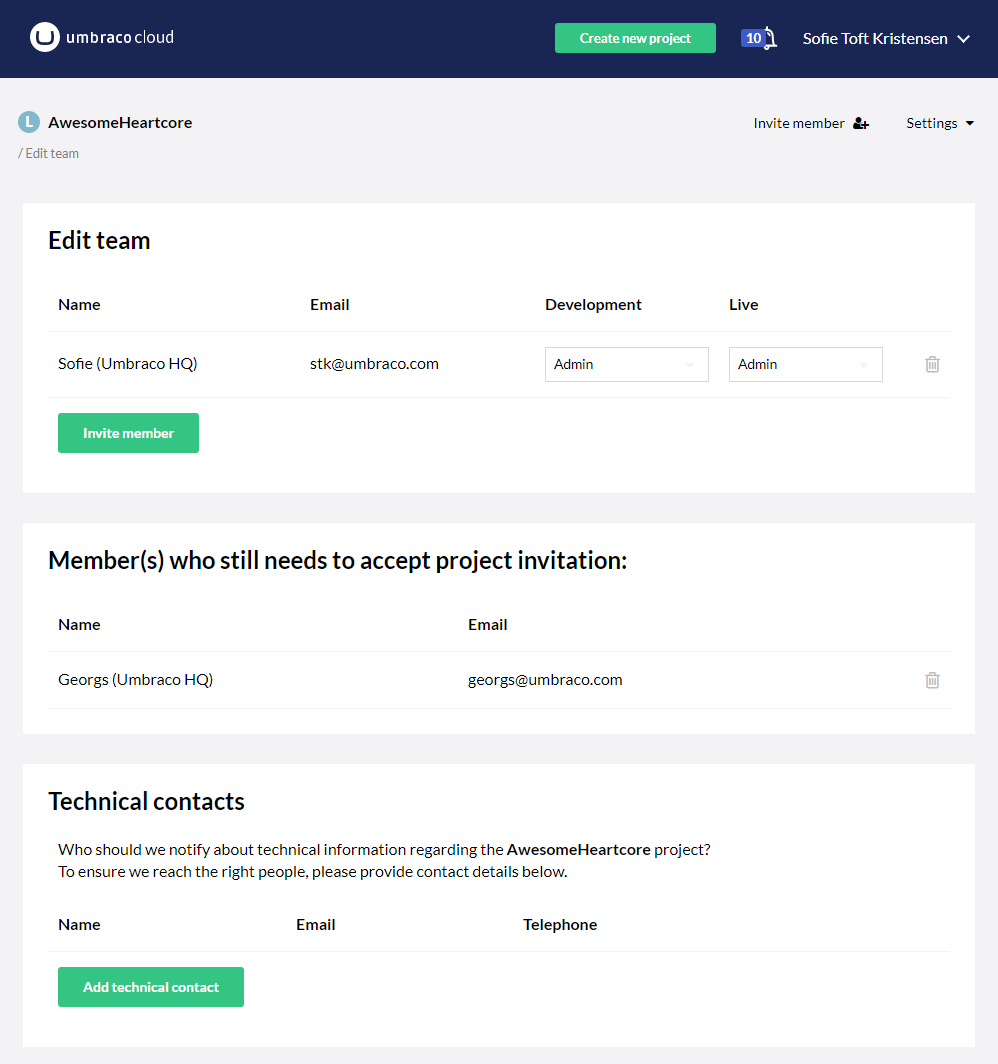 umbraco cloud
Create new project
10
Sofie Toft Kristensen
L
AwesomeHeartcore
Invite member
Settings
/ Edit team
Edit team
Name Email Development Live
Sofie (Umbraco HQ) stk@umbraco.com Admin Admin
Invite member
Member(s) who still needs to accept project invitation:
Name Email
Georgs (Umbraco HQ) georgs@umbraco.com
Technical contacts
Who should we notify about technical information regarding the AwesomeHeartcore project?
To ensure we reach the right people, please provide contact details below.
Name Email Telephone
Add technical contact